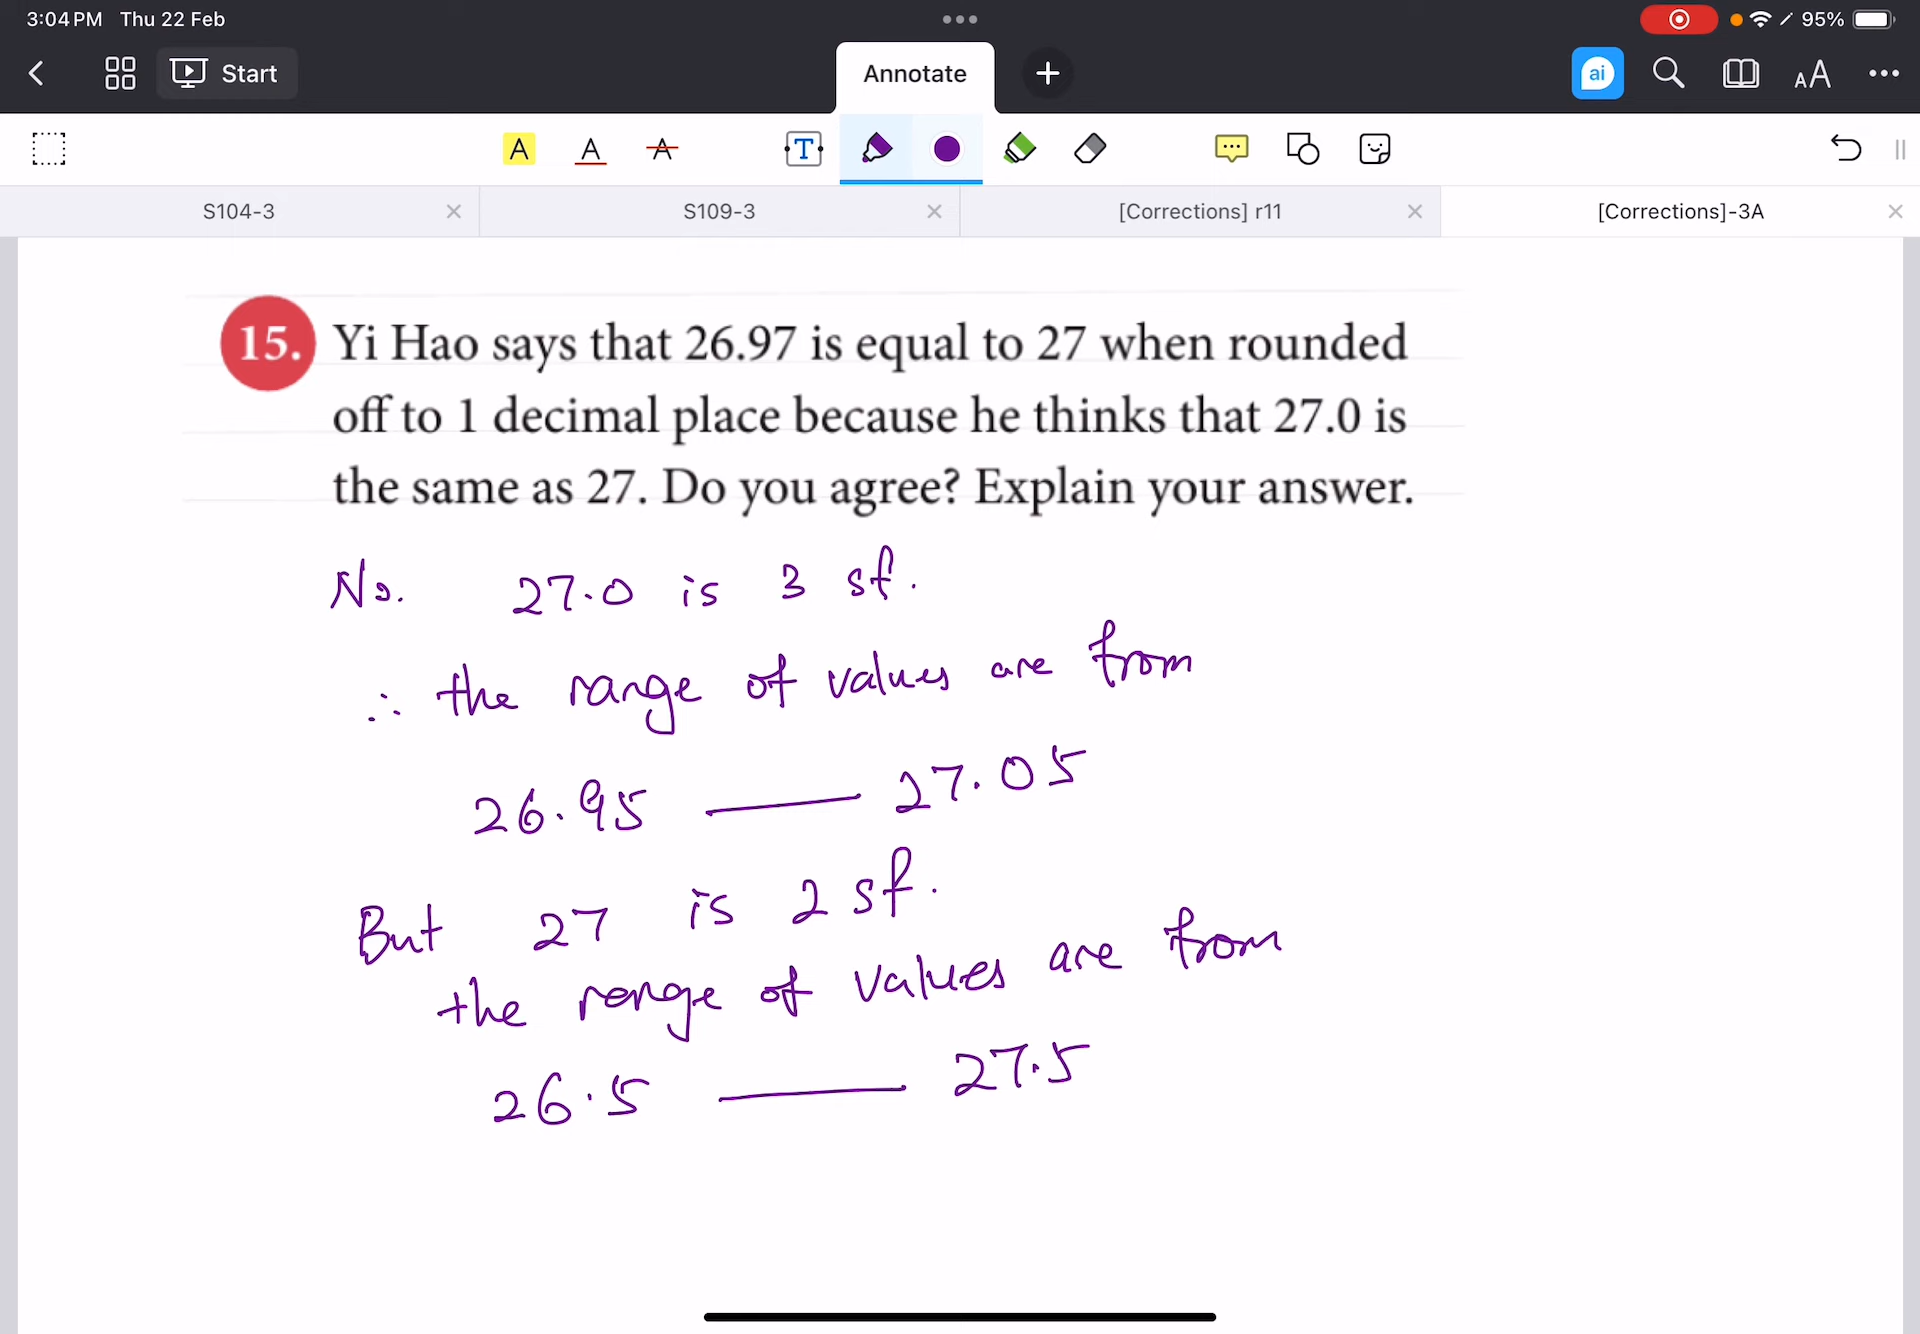 3:04 PM Thu 22 Feb
95%
Start
Annotate
ai
AA
A A A T
S104-3
S109-3
[Corrections] r11
[Corrections]-3A
15. Yi Hao says that 26.97 is equal to 27 when rounded
off to 1 decimal place because he thinks that 27.0 is
the same as 27. Do you agree? Explain your answer.
No. 27.0 is 3 sf.
∴ the range of values are from
26.95 — 27.05
But 27 is 2 sf.
the range of values are from
26.5 — 27.5